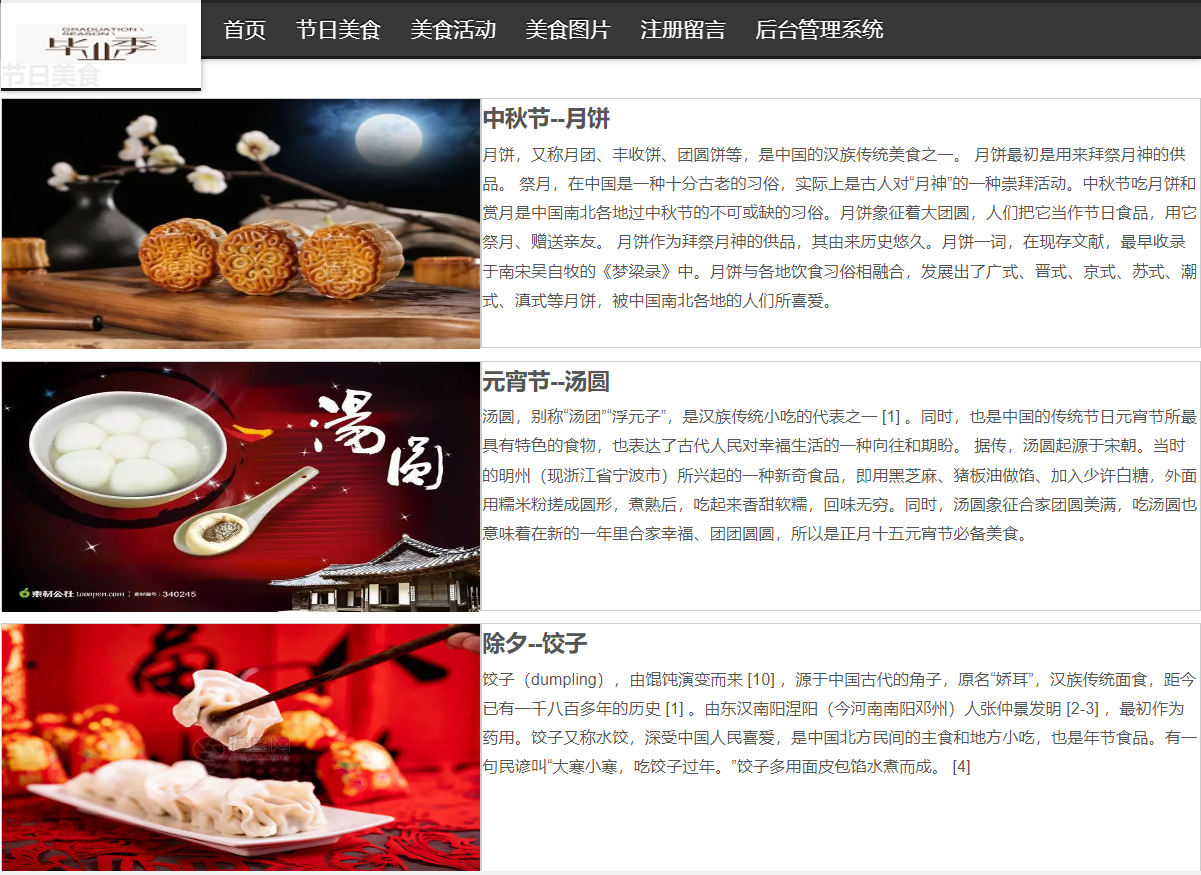 GRADUATION \
SEASON \
毕业季
首页 节日美食 美食活动 美食图片 注册留言 后台管理系统
节日美食
中秋节--月饼
月饼，又称月团、丰收饼、团圆饼等，是中国的汉族传统美食之一。 月饼最初是用来拜祭月神的供
品。 祭月，在中国是一种十分古老的习俗，实际上是古人对“月神”的一种崇拜活动。中秋节吃月饼和
赏月是中国南北各地过中秋节的不可或缺的习俗。月饼象征着大团圆，人们把它当作节日食品，用它
祭月、赠送亲友。 月饼作为拜祭月神的供品，其由来历史悠久。月饼一词，在现存文献，最早收录
于南宋吴自牧的《梦梁录》中。月饼与各地饮食习俗相融合，发展出了广式、晋式、京式、苏式、潮
式、滇式等月饼，被中国南北各地的人们所喜爱。
湯圓
素材公社 tooopen.com 素材编号：340245
元宵节--汤圆
汤圆，别称“汤团”“浮元子”，是汉族传统小吃的代表之一 [1] 。同时，也是中国的传统节日元宵节所最
具有特色的食物，也表达了古代人民对幸福生活的一种向往和期盼。 据传，汤圆起源于宋朝。当时
的明州（现浙江省宁波市）所兴起的一种新奇食品，即用黑芝麻、猪板油做馅、加入少许白糖，外面
用糯米粉搓成圆形，煮熟后，吃起来香甜软糯，回味无穷。同时，汤圆象征合家团圆美满，吃汤圆也
意味着在新的一年里合家幸福、团团圆圆，所以是正月十五元宵节必备美食。
除夕--饺子
饺子（dumpling），由馄饨演变而来 [10] ，源于中国古代的角子，原名“娇耳”，汉族传统面食，距今
已有一千八百多年的历史 [1] 。由东汉南阳涅阳（今河南南阳邓州）人张仲景发明 [2-3] ，最初作为
药用。饺子又称水饺，深受中国人民喜爱，是中国北方民间的主食和地方小吃，也是年节食品。有一
句民谚叫“大寒小寒，吃饺子过年。”饺子多用面皮包馅水煮而成。 [4]